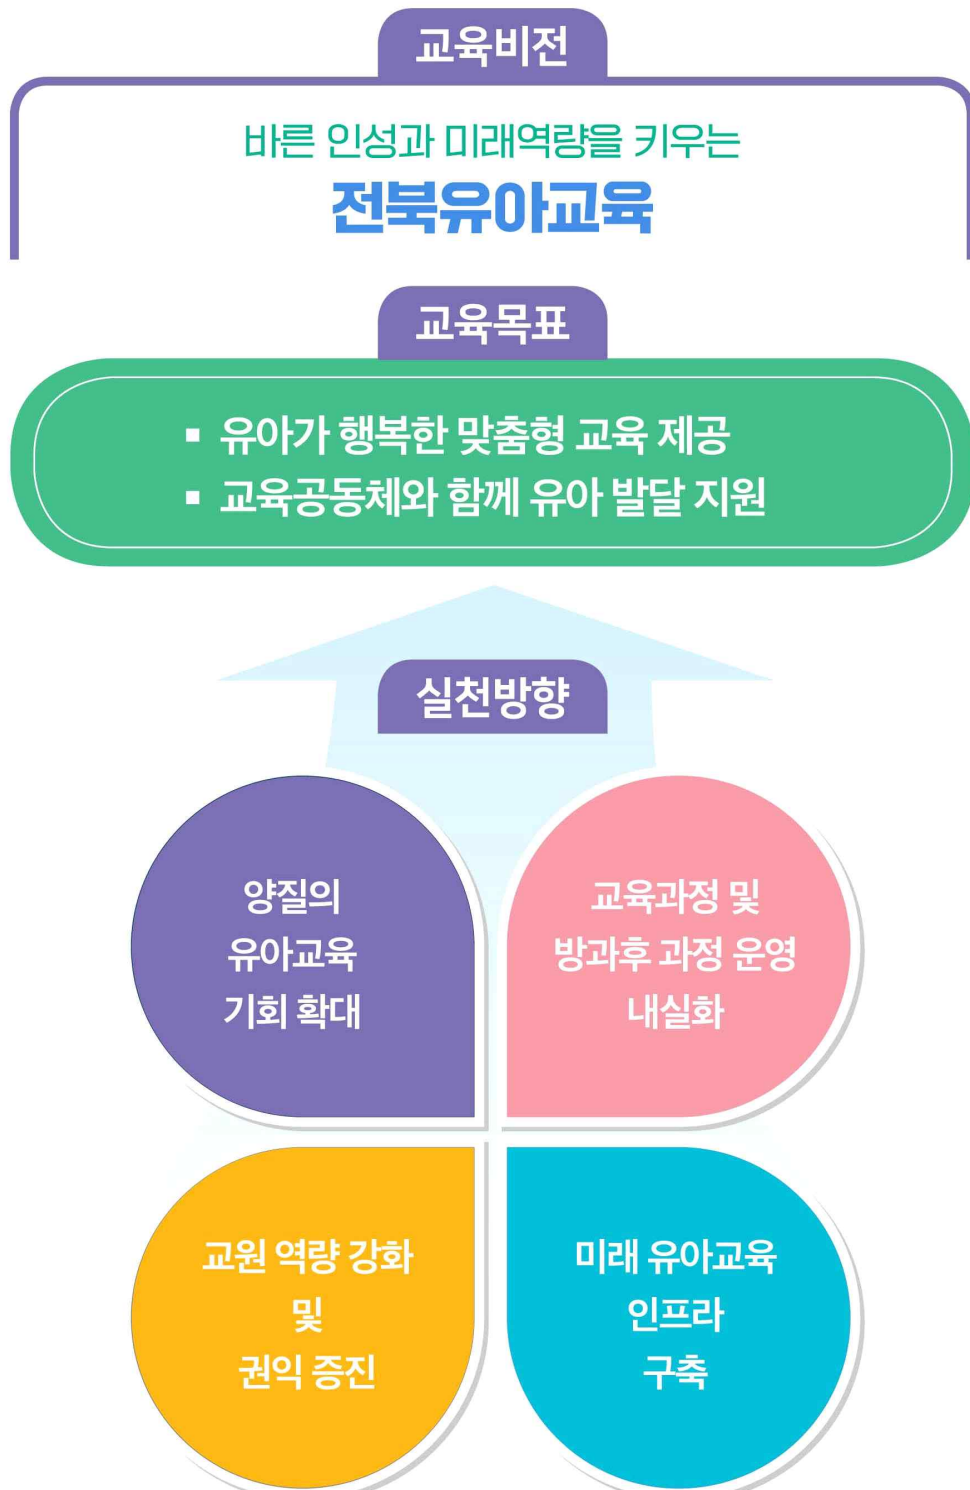 교육비전
바른 인성과 미래역량을 키우는
전북유아교육
교육목표
▪ 유아가 행복한 맞춤형 교육 제공
▪ 교육공동체와 함께 유아 발달 지원
실천방향
양질의
유아교육
기회 확대
교육과정 및
방과후 과정 운영
내실화
교원 역량 강화
및
권익 증진
미래 유아교육
인프라
구축